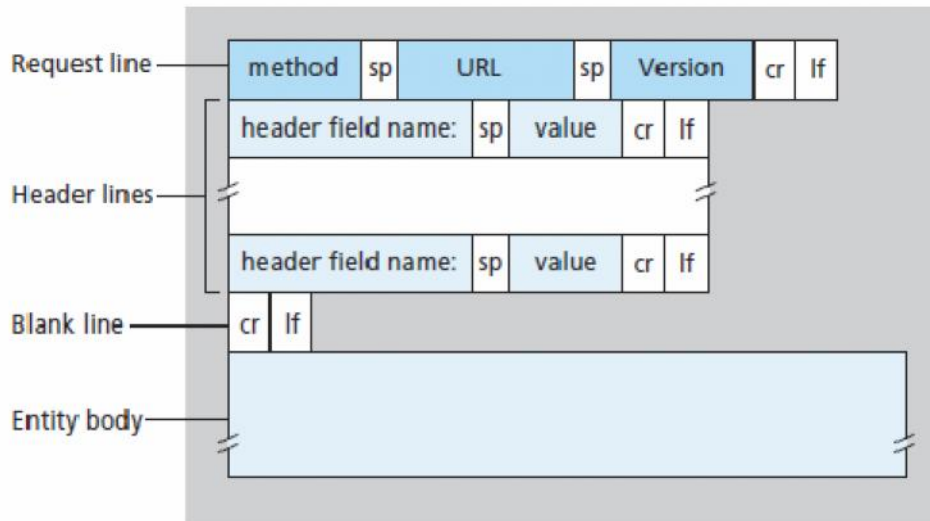 Request line method sp URL sp Version cr lf
header field name: sp value cr lf
Header lines
header field name: sp value cr lf
Blank line cr lf
Entity body